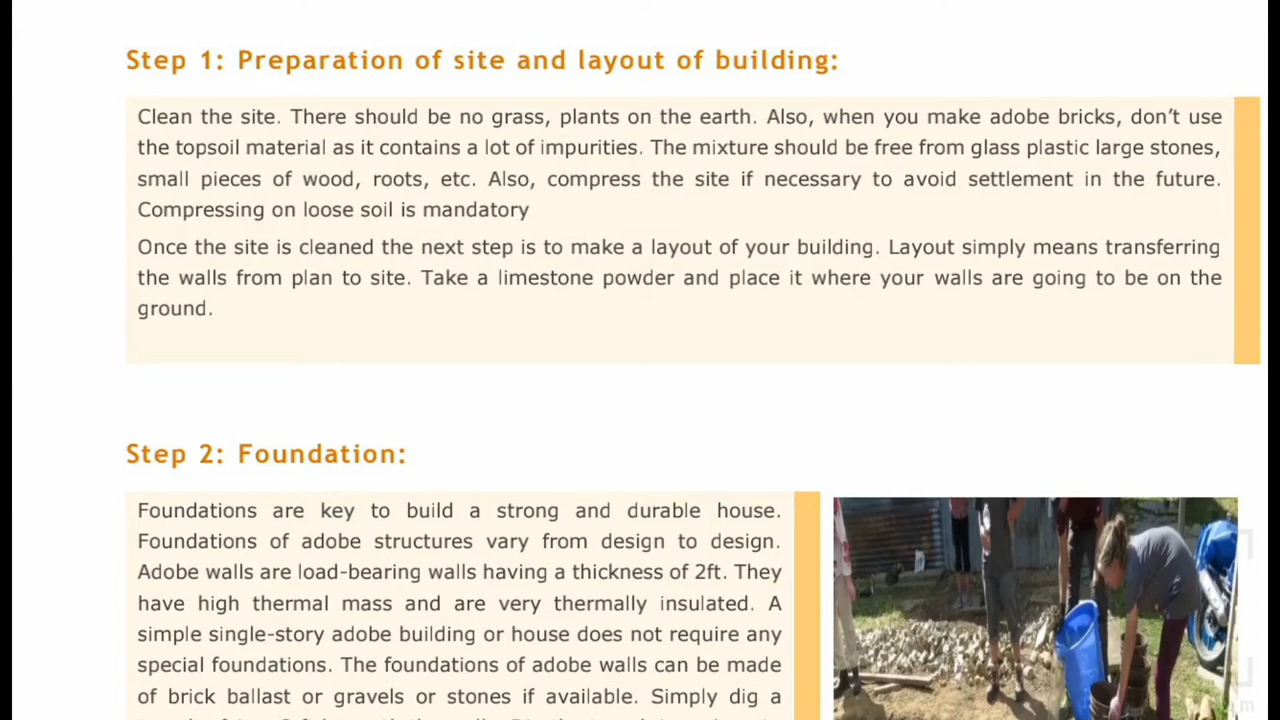 Step 1: Preparation of site and layout of building:
Clean the site. There should be no grass, plants on the earth. Also, when you make adobe bricks, don't use
the topsoil material as it contains a lot of impurities. The mixture should be free from glass plastic large stones,
small pieces of wood, roots, etc. Also, compress the site if necessary to avoid settlement in the future.
Compressing on loose soil is mandatory
Once the site is cleaned the next step is to make a layout of your building. Layout simply means transferring
the walls from plan to site. Take a limestone powder and place it where your walls are going to be on the
ground.
Step 2: Foundation:
Foundations are key to build a strong and durable house.
Foundations of adobe structures vary from design to design.
Adobe walls are load-bearing walls having a thickness of 2ft. They
have high thermal mass and are very thermally insulated. A
simple single-story adobe building or house does not require any
special foundations. The foundations of adobe walls can be made
of brick ballast or gravels or stones if available. Simply dig a